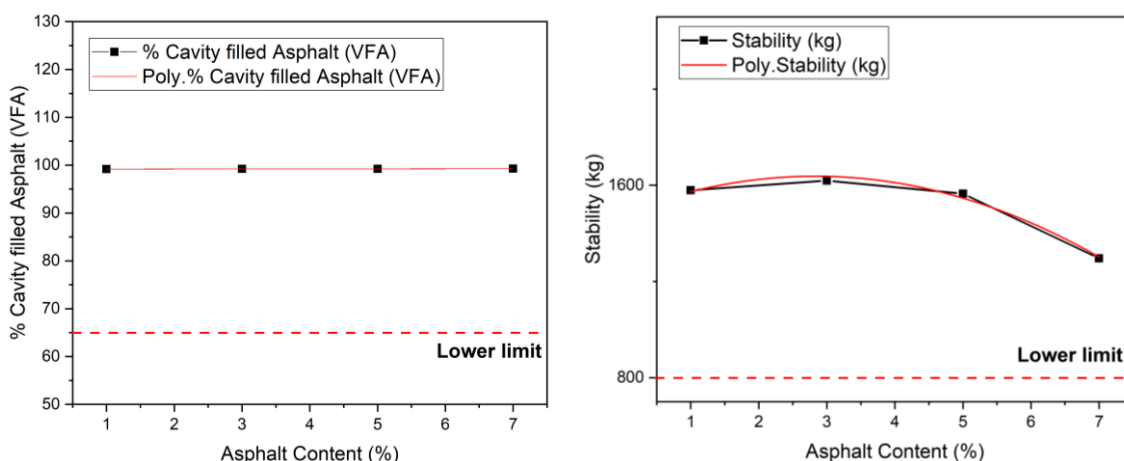 % Cavity filled Asphalt (VFA)
130
120
110
100
90
80
70
60
50
% Cavity filled Asphalt (VFA)
Poly.% Cavity filled Asphalt (VFA)
Lower limit
1 2 3 4 5 6 7
Asphalt Content (%)
Stability (kg)
1600
800
Stability (kg)
Poly.Stability (kg)
Lower limit
1 2 3 4 5 6 7
Asphalt Content (%)